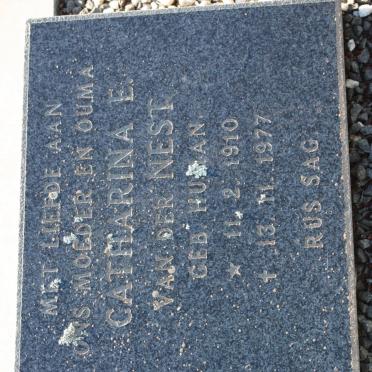 MET LIEFDE AAN
ONS MOEDER EN OUMA
CATHARINA E.
VAN DER NEST
GEB. HUMAN
★ 11. 2. 1910
✝ 13. 11. 1977
RUS SAG